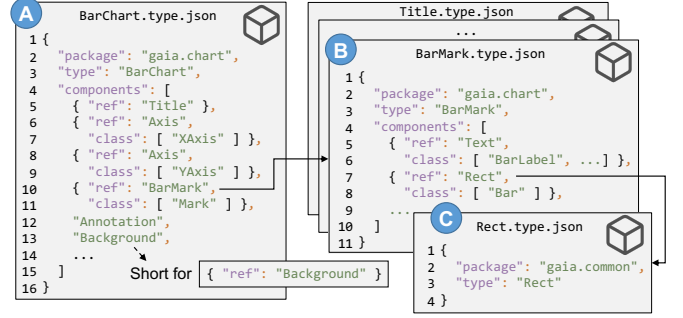 A
BarChart.type.json
1 {
2 "package": "gaia.chart",
3 "type": "BarChart",
4 "components": [
5 { "ref": "Title" },
6 { "ref": "Axis",
7 "class": [ "XAxis" ] },
8 { "ref": "Axis",
9 "class": [ "YAxis" ] },
10 { "ref": "BarMark",
11 "class": [ "Mark" ] },
12 "Annotation",
13 "Background",
14 ...
15 ]
16 }
Short for
{ "ref": "Background" }
Title.type.json
...
B
BarMark.type.json
1 {
2 "package": "gaia.chart",
3 "type": "BarMark",
4 "components": [
5 { "ref": "Text",
6 "class": [ "BarLabel", ...] },
7 { "ref": "Rect",
8 "class": [ "Bar" ] },
9 ...
10 ]
11 }
C
Rect.type.json
1 {
2 "package": "gaia.common",
3 "type": "Rect"
4 }